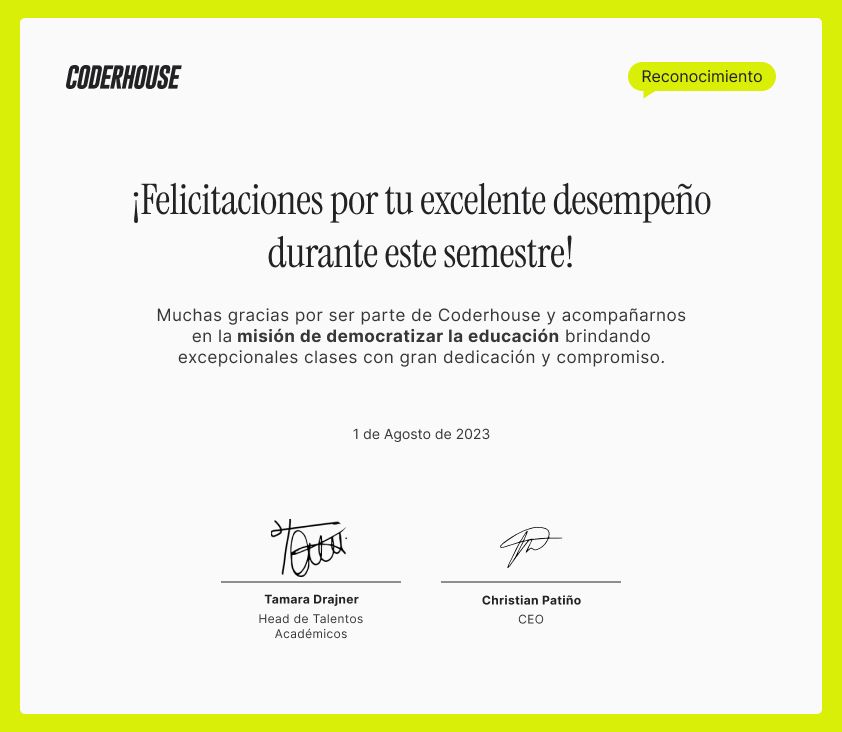 CODERHOUSE
Reconocimiento
¡Felicitaciones por tu excelente desempeño
durante este semestre!
Muchas gracias por ser parte de Coderhouse y acompañarnos
en la misión de democratizar la educación brindando
excepcionales clases con gran dedicación y compromiso.
1 de Agosto de 2023
Tamara Drajner
Head de Talentos
Académicos
Christian Patiño
CEO